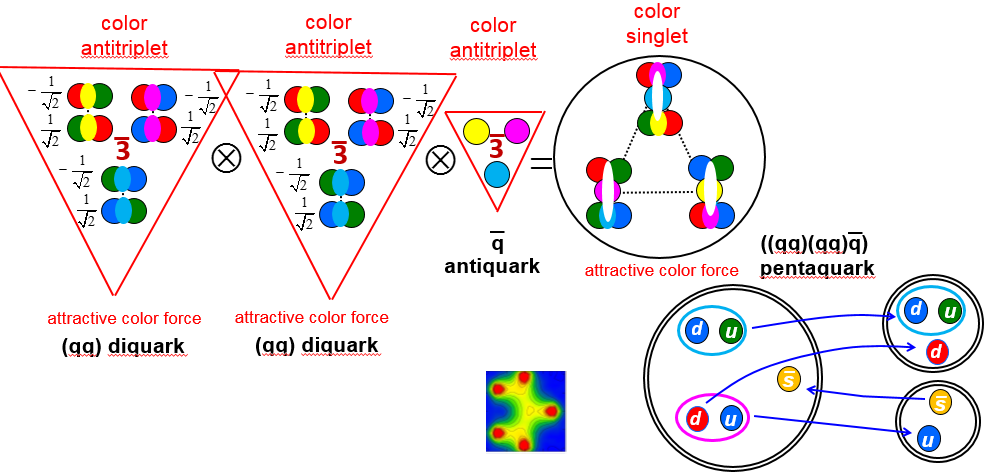 color
antitriplet
color
antitriplet
color
antitriplet
color
singlet
- 1/√2
- 1/√2
1/√2
1/√2
3̅
- 1/√2
1/√2
- 1/√2
- 1/√2
1/√2
1/√2
3̅
- 1/√2
1/√2
⊗
⊗
3̅
=
q̅
antiquark
attractive color force
((qq)(qq)q̅)
pentaquark
attractive color force
(qq) diquark
attractive color force
(qq) diquark
d u
s̅
d u
d u
d
s̅
u